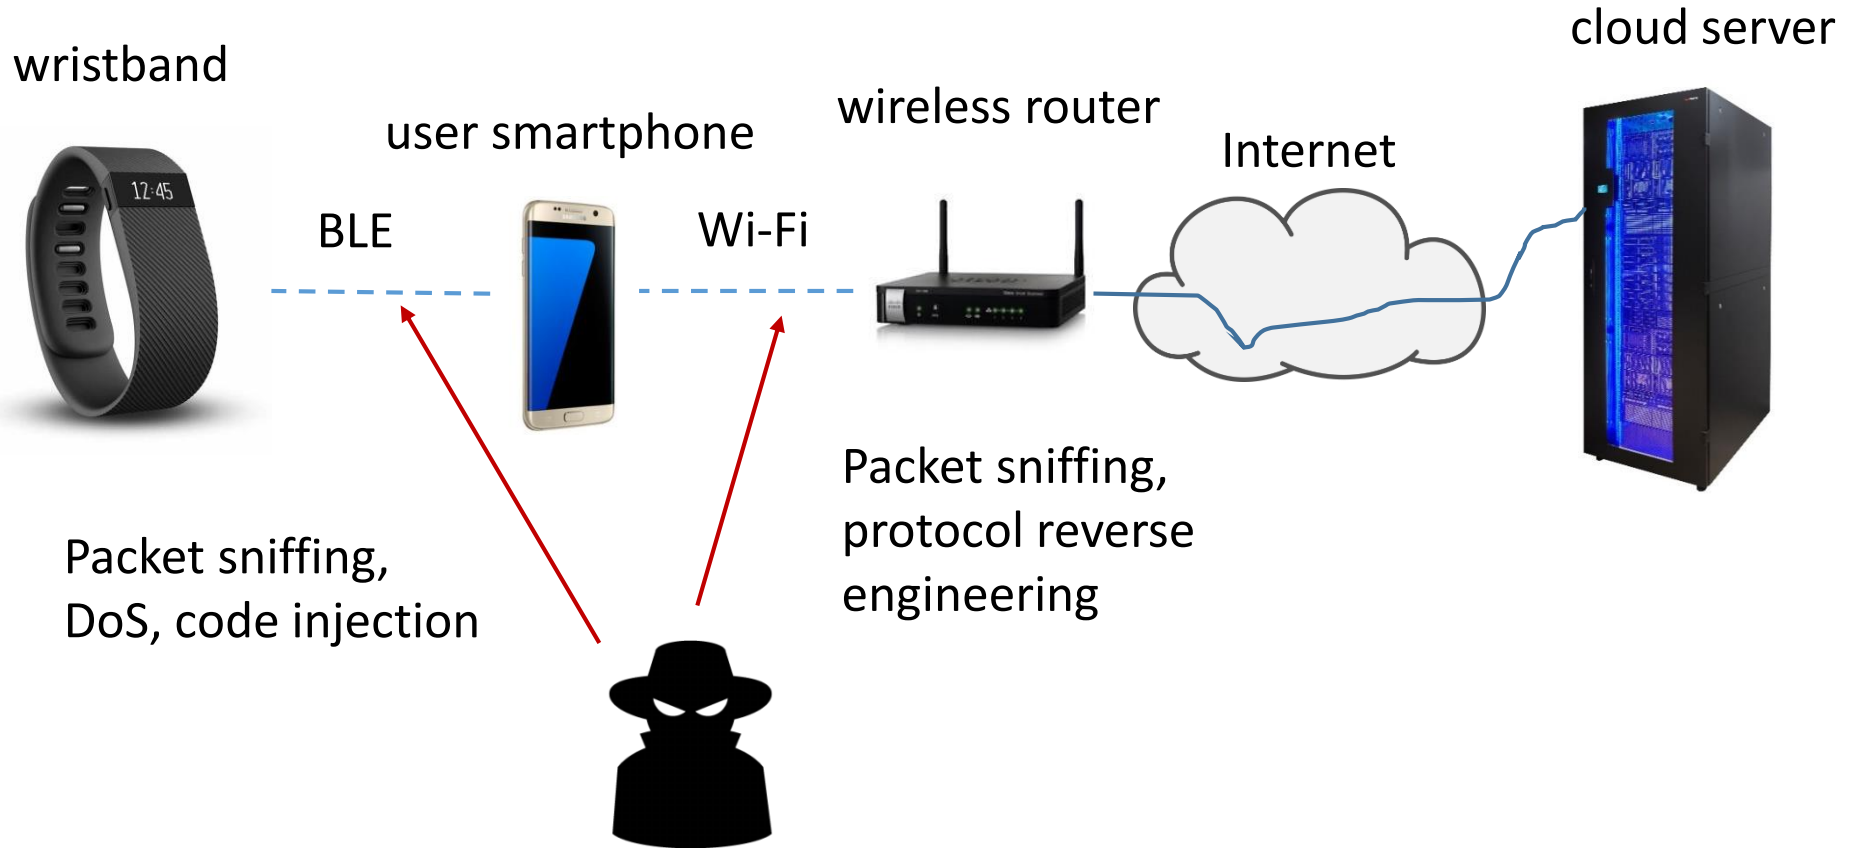 cloud server
wristband
wireless router
user smartphone
Internet
12:45
BLE
Wi-Fi
Packet sniffing,
protocol reverse
engineering
Packet sniffing,
DoS, code injection